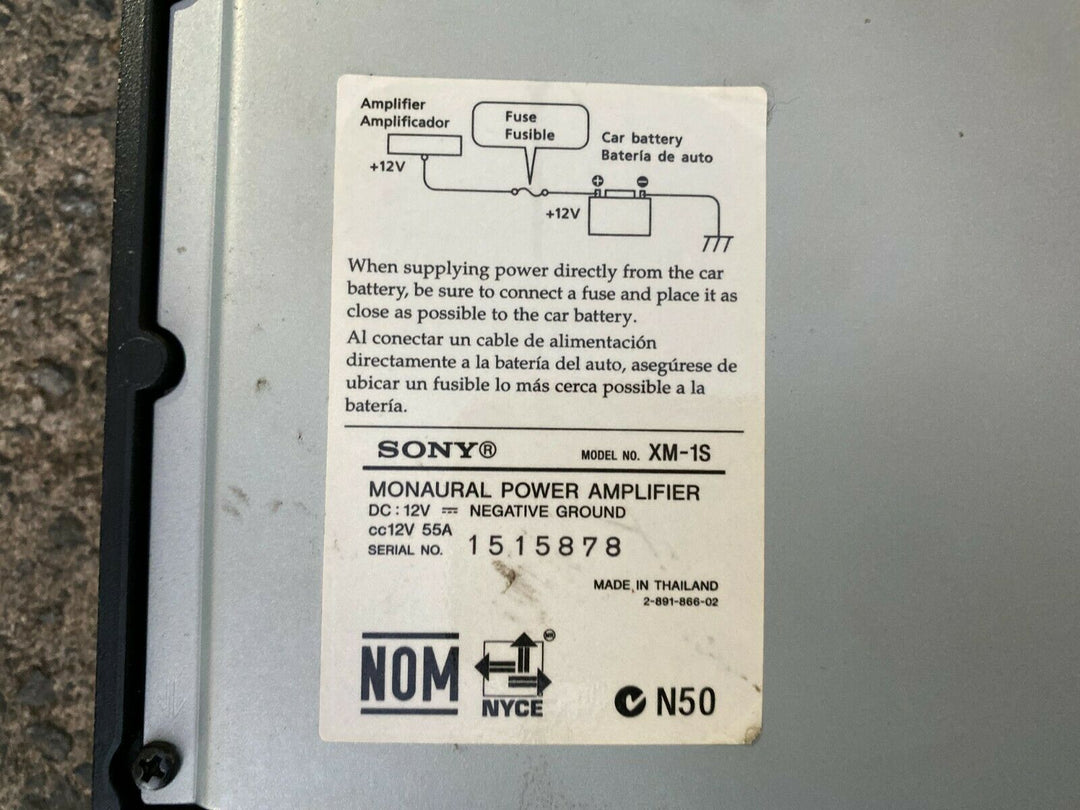 Amplifier
Amplificador
Fuse
Fusible
Car battery
Batería de auto
+12V
+12V
When supplying power directly from the car
battery, be sure to connect a fuse and place it as
close as possible to the car battery.
Al conectar un cable de alimentación
directamente a la batería del auto, asegúrese de
ubicar un fusible lo más cerca possible a la
batería.
SONY® MODEL NO. XM-1S
MONAURAL POWER AMPLIFIER
DC : 12V ⎓ NEGATIVE GROUND
cc12V 55A
SERIAL NO. 1515878
MADE IN THAILAND
2-891-866-02
NOM
NYCE
N50